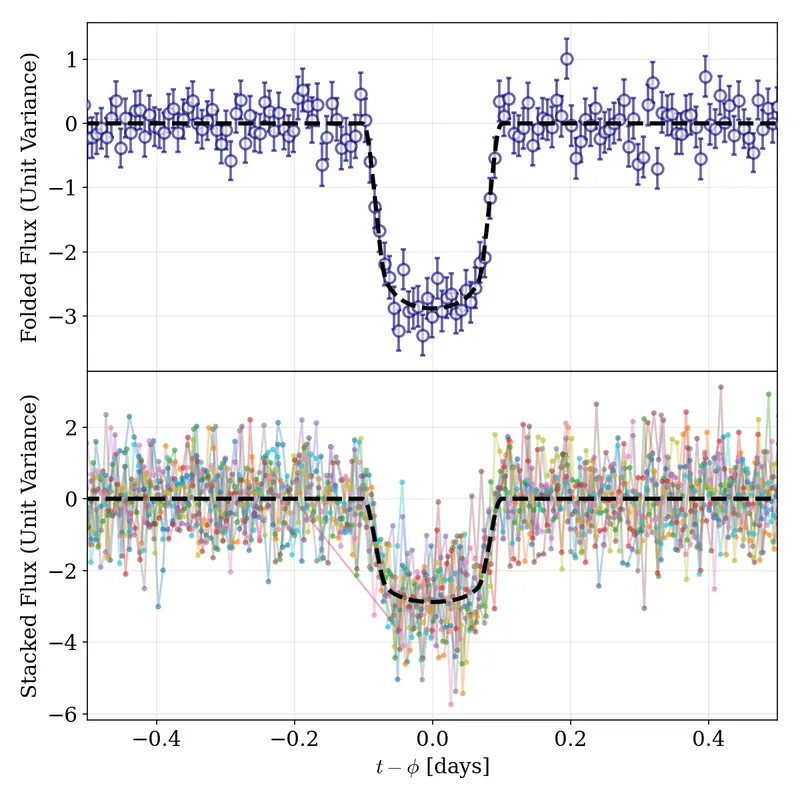 Folded Flux (Unit Variance)
1
0
−1
−2
−3
Stacked Flux (Unit Variance)
2
0
−2
−4
−6
−0.4 −0.2 0.0 0.2 0.4
t − ϕ [days]